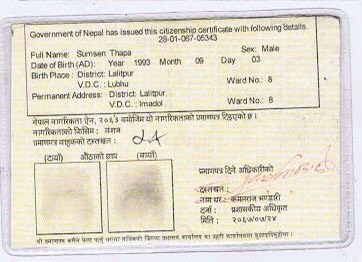 Government of Nepal has issued this citizenship certificate with following details.
28-01-067-05343
Full Name: Sumsen Thapa Sex: Male
Date of Birth (AD): Year 1993 Month 09 Day 03
Birth Place : District: Lalitpur
V.D.C. : Lubhu Ward No.: 8
Permanent Address: District: Lalitpur
V.D.C. : Imadol Ward No.: 8
नेपाल नागरिकता ऐन, २०६३ बमोजिम यो नागरिकताको प्रमाणपत्र दिइएको छ।
नागरिकताको किसिम : वंशज
प्रमाणपत्र वाहकको दस्तखत :
(दायाँ) औंठाको छाप (बायाँ)
प्रमाणपत्र दिने अधिकारीको
दस्तखत :
नाम थर: कमलराज भण्डारी
दर्जा : प्रशासकीय अधिकृत
मिति : २०६७/०७/२४